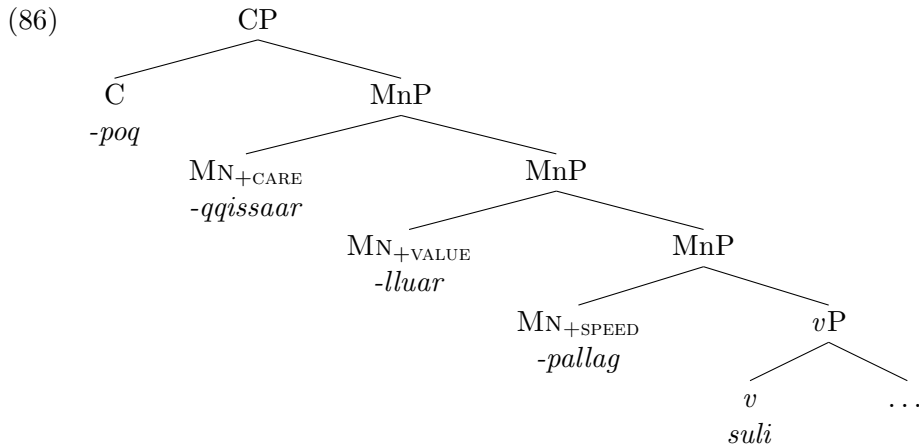 (86) CP
C MnP
-poq
MN+CARE MnP
-qqissaar
MN+VALUE MnP
-lluar
MN+SPEED vP
-pallag
v ...
suli